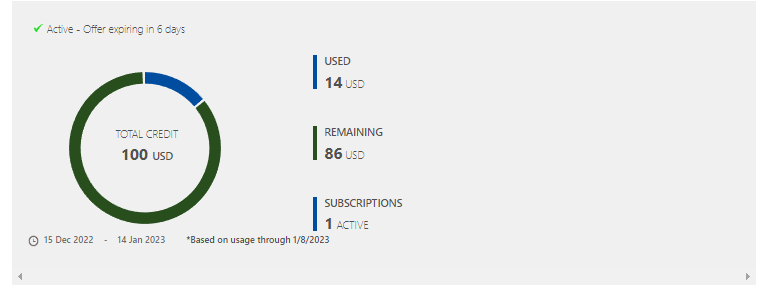 Active - Offer expiring in 6 days
USED
14 USD
TOTAL CREDIT
100 USD
REMAINING
86 USD
SUBSCRIPTIONS
1 ACTIVE
15 Dec 2022 - 14 Jan 2023 *Based on usage through 1/8/2023